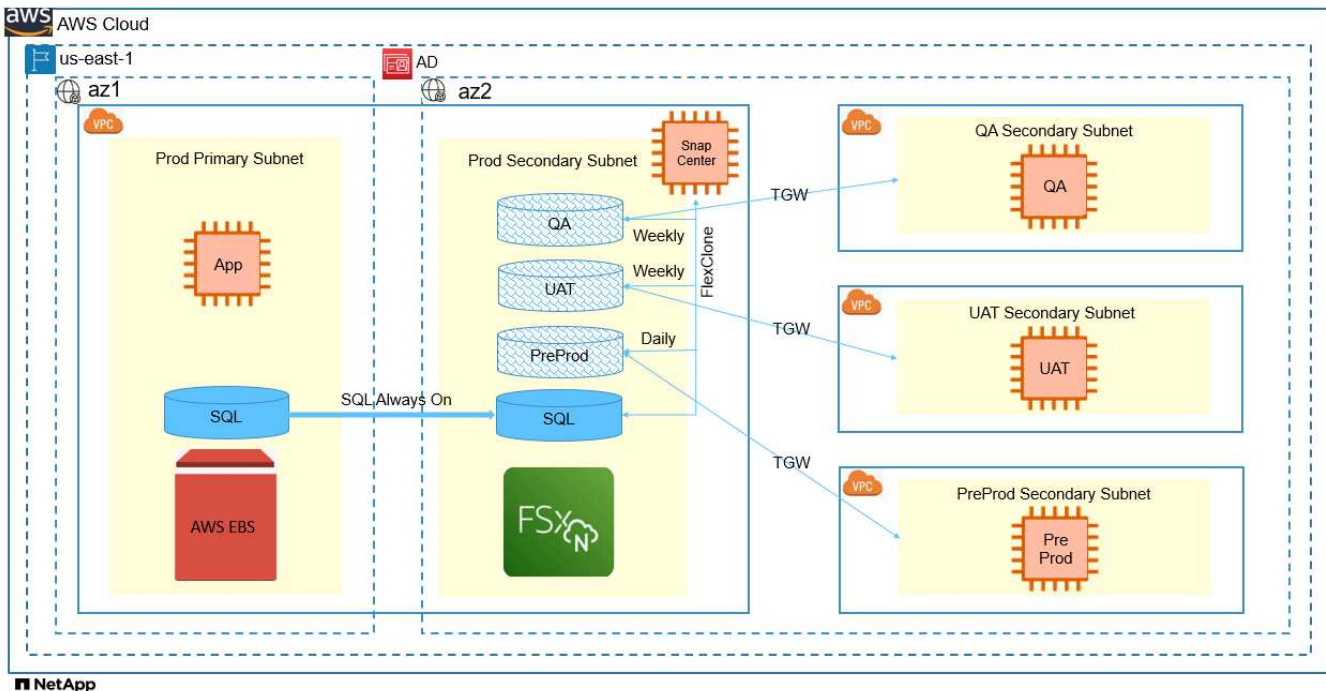 aws
AWS Cloud
us-east-1
AD
az1
az2
VPC
Prod Primary Subnet
App
SQL
AWS EBS
SQL Always On
Prod Secondary Subnet
Snap
Center
QA
Weekly
UAT
Weekly
PreProd
Daily
SQL
FlexClone
FSx
N
TGW
TGW
TGW
VPC
QA Secondary Subnet
QA
VPC
UAT Secondary Subnet
UAT
VPC
PreProd Secondary Subnet
Pre
Prod
NetApp